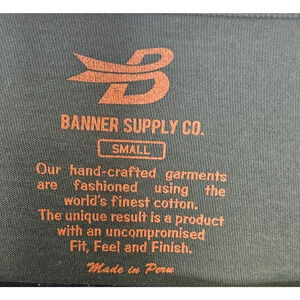 B
BANNER SUPPLY CO.
SMALL
Our hand-crafted garments
are fashioned using the
world's finest cotton.
The unique result is a product
with an uncompromised
Fit, Feel and Finish.
Made in Peru